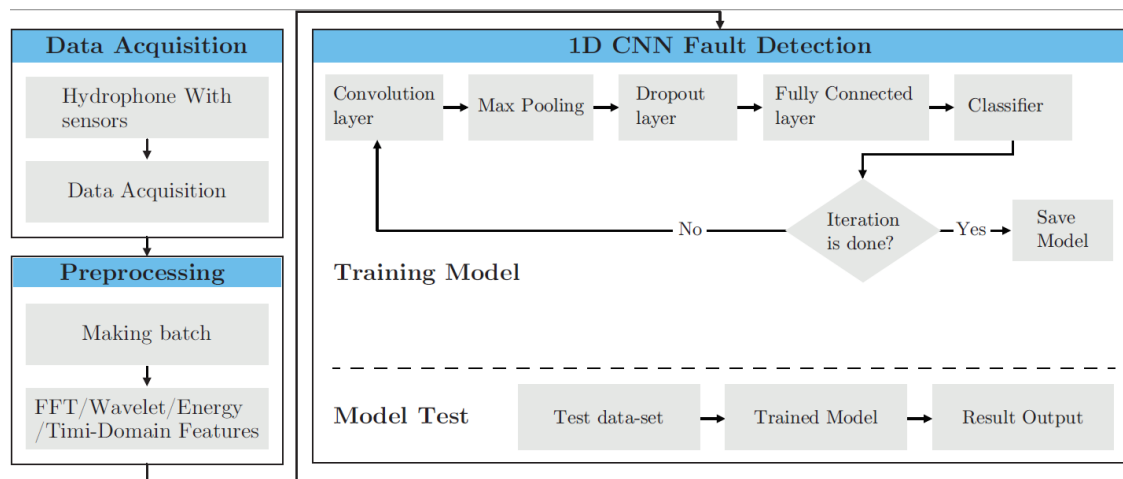 Data Acquisition
Hydrophone With
sensors
Data Acquisition
Preprocessing
Making batch
FFT/Wavelet/Energy
/Timi-Domain Features
1D CNN Fault Detection
Convolution
layer
Max Pooling
Dropout
layer
Fully Connected
layer
Classifier
Iteration
is done?
No
Yes
Save
Model
Training Model
Model Test
Test data-set
Trained Model
Result Output